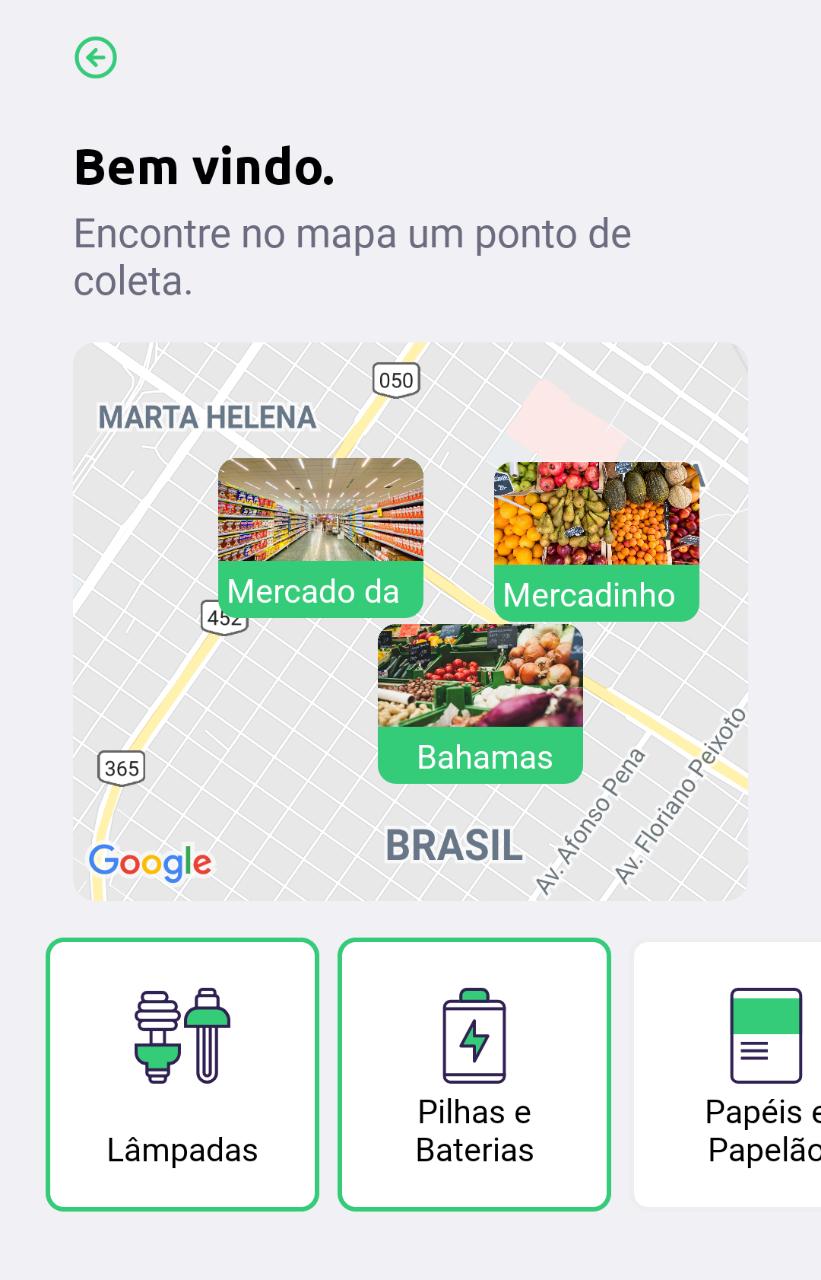 Bem vindo.
Encontre no mapa um ponto de
coleta.
050
MARTA HELENA
Mercado da
Mercadinho
452
Bahamas
365
BRASIL
Av. Afonso Pena
Av. Floriano Peixoto
Google
Lâmpadas
Pilhas e
Baterias
Papéis e
Papelão